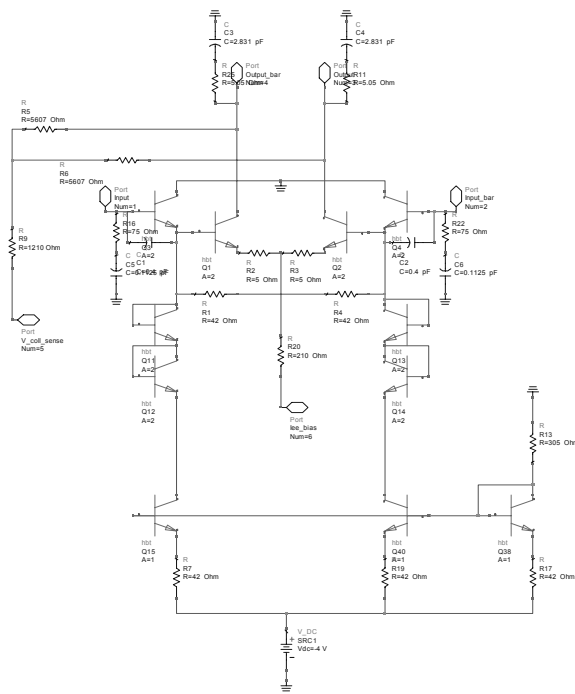 C
C3
C=2.831 pF
C
C4
C=2.831 pF
R
R25
Port
Output_bar
Num=4
Port
Num=3
R11
R=5.05 Ohm
R
R5
R=5607 Ohm
R
R6
R=5607 Ohm
Port
Input
Num=1
Port
Input_bar
Num=2
R
R9
R=1210 Ohm
R16
R=75 Ohm
R
R22
R=75 Ohm
A=2
C
C5
C
C1
hbt
Q1
A=2
R
R2
R=5 Ohm
R
R3
R=5 Ohm
hbt
Q2
A=2
hbt
Q4
C
C2
C=0.4 pF
C
C6
C=0.1125 pF
R
R1
R=42 Ohm
R
R4
R=42 Ohm
Port
V_coll_sense
Num=5
hbt
Q11
A=2
hbt
Q12
A=2
R
R20
R=210 Ohm
hbt
Q13
A=2
hbt
Q14
A=2
Port
Iee_bias
Num=6
R
R13
R=305 Ohm
hbt
Q15
A=1
R
R7
R=42 Ohm
hbt
Q40
A=1
R19
R=42 Ohm
hbt
Q38
A=1
R
R17
R=42 Ohm
V_DC
SRC1
Vdc=-4 V